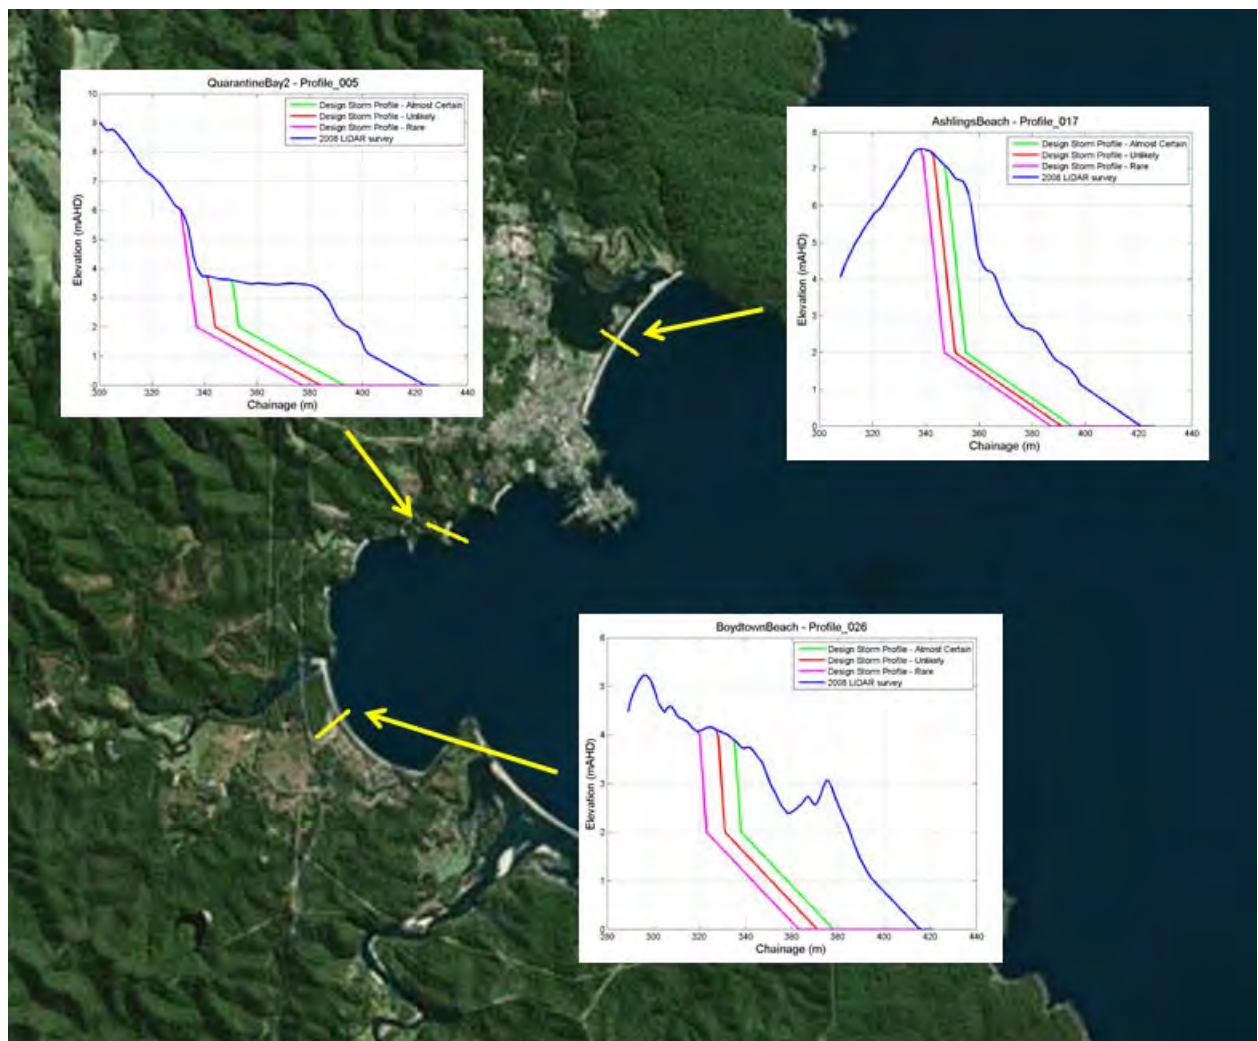 QuarantineBay2 - Profile_005
Design Storm Profile - Almost Certain
Design Storm Profile - Unlikely
Design Storm Profile - Rare
2008 LIDAR survey
Elevation (mAHD)
10
9
8
7
6
5
4
3
2
1
0
300 320 340 360 380 400 420 440
Chainage (m)
AshlingsBeach - Profile_017
Design Storm Profile - Almost Certain
Design Storm Profile - Unlikely
Design Storm Profile - Rare
2008 LIDAR survey
Elevation (mAHD)
8
7
6
5
4
3
2
1
0
300 320 340 360 380 400 420 440
Chainage (m)
BoydtownBeach - Profile_026
Design Storm Profile - Almost Certain
Design Storm Profile - Unlikely
Design Storm Profile - Rare
2008 LIDAR survey
Elevation (mAHD)
6
5
4
3
2
1
0
280 300 320 340 360 380 400 420 440
Chainage (m)